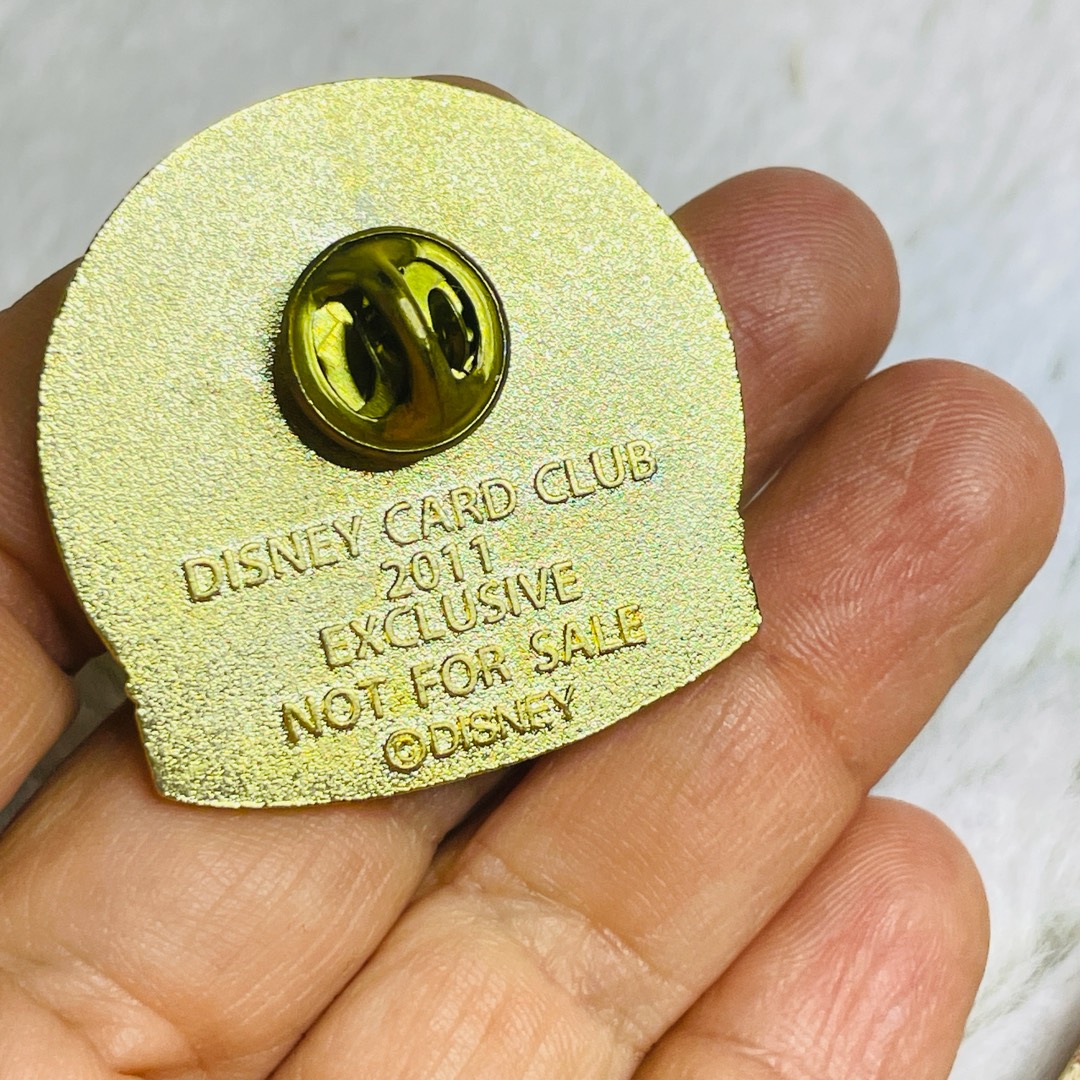 DISNEY CARD CLUB
2011
EXCLUSIVE
NOT FOR SALE
©DISNEY